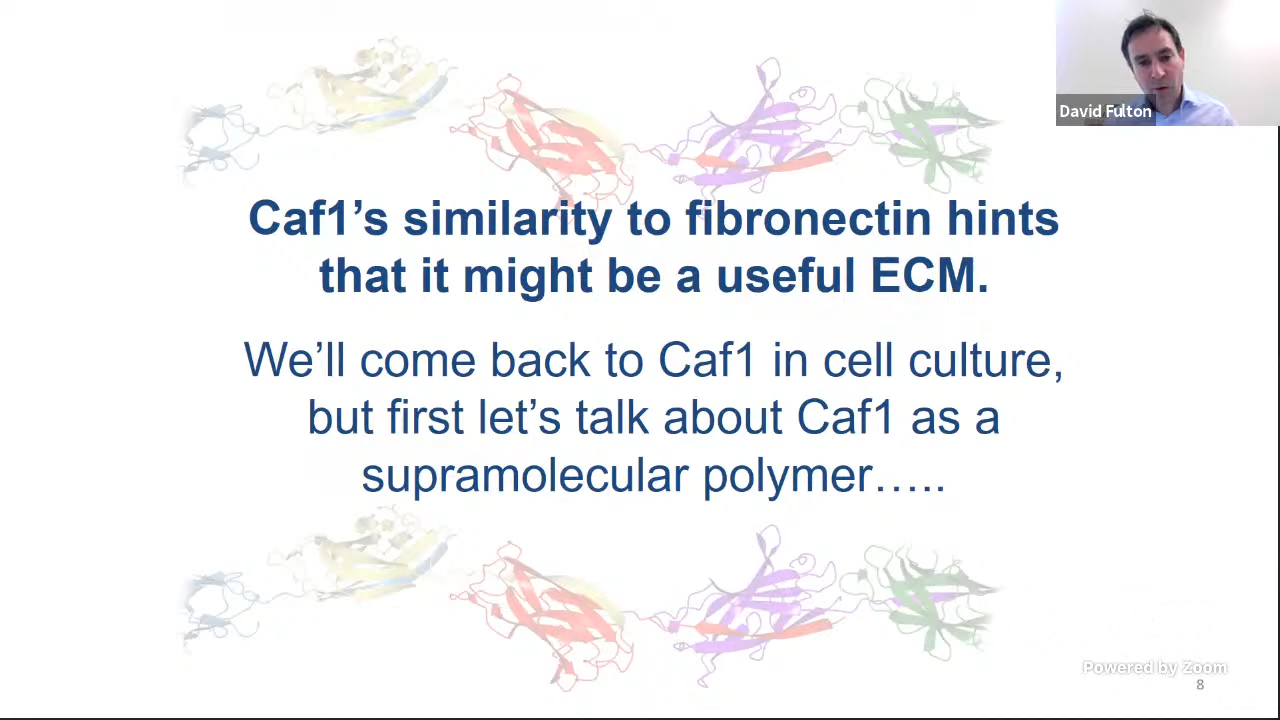 David Fulton
Caf1’s similarity to fibronectin hints
that it might be a useful ECM.
We’ll come back to Caf1 in cell culture,
but first let’s talk about Caf1 as a
supramolecular polymer…..
Powered by Zoom
8